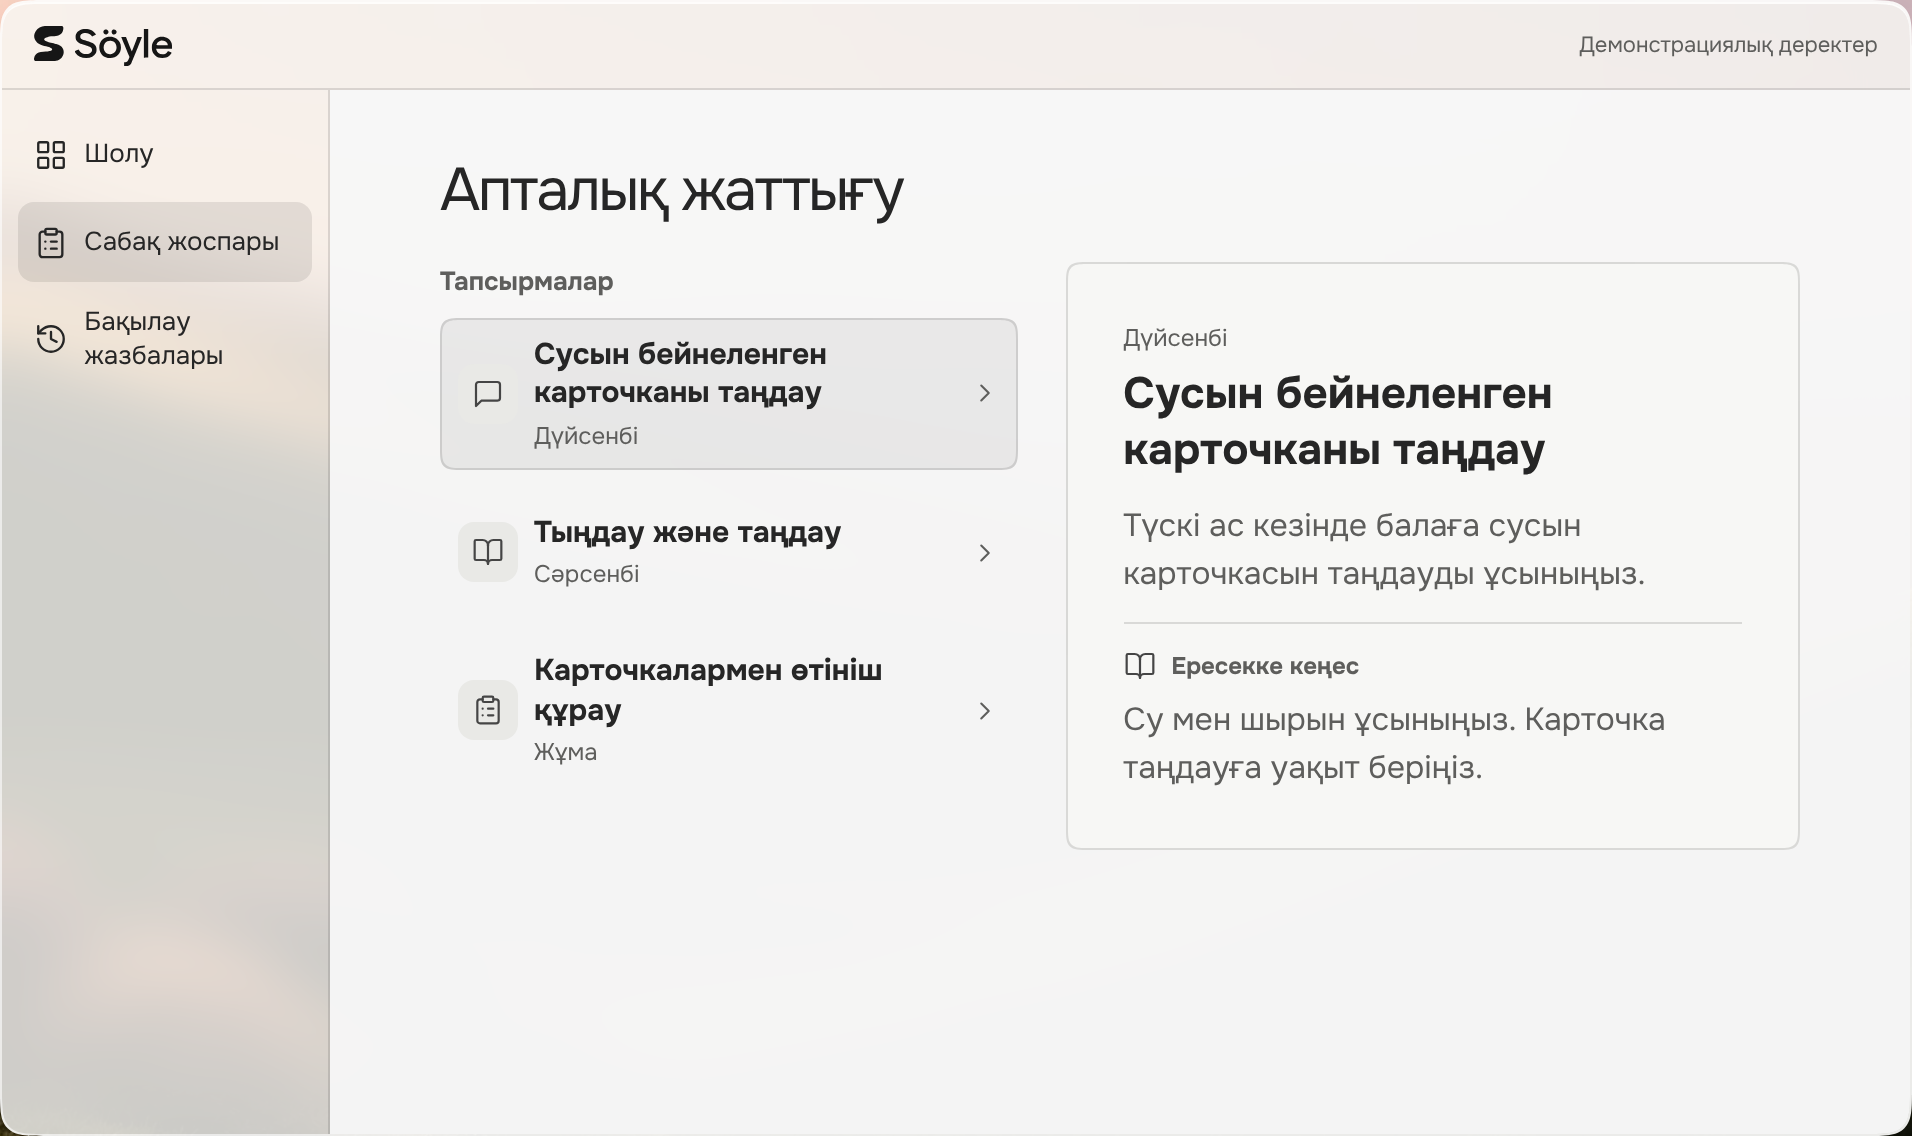 Söyle
Демонстрациялық деректер
Шолу
Сабақ жоспары
Бақылау
жазбалары
Апталық жаттығу
Тапсырмалар
Сусын бейнеленген
карточканы таңдау
Дүйсенбі
Тыңдау және таңдау
Сәрсенбі
Карточкалармен өтініш
құрау
Жұма
Дүйсенбі
Сусын бейнеленген
карточканы таңдау
Түскі ас кезінде балаға сусын
карточкасын таңдауды ұсыныңыз.
Ересекке кеңес
Су мен шырын ұсыныңыз. Карточка
таңдауға уақыт беріңіз.